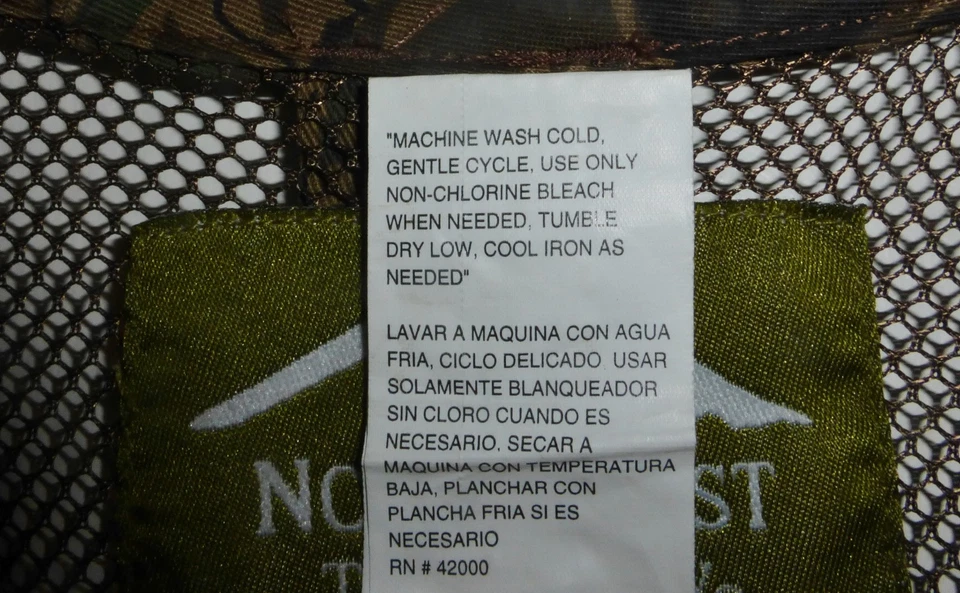 "MACHINE WASH COLD,
GENTLE CYCLE, USE ONLY
NON-CHLORINE BLEACH
WHEN NEEDED, TUMBLE
DRY LOW, COOL IRON AS
NEEDED"
LAVAR A MAQUINA CON AGUA
FRIA, CICLO DELICADO USAR
SOLAMENTE BLANQUEADOR
SIN CLORO CUANDO ES
NECESARIO. SECAR A
MAQUINA CON TEMPERATURA
BAJA, PLANCHAR CON
PLANCHA FRIA SI ES
NECESARIO
RN # 42000